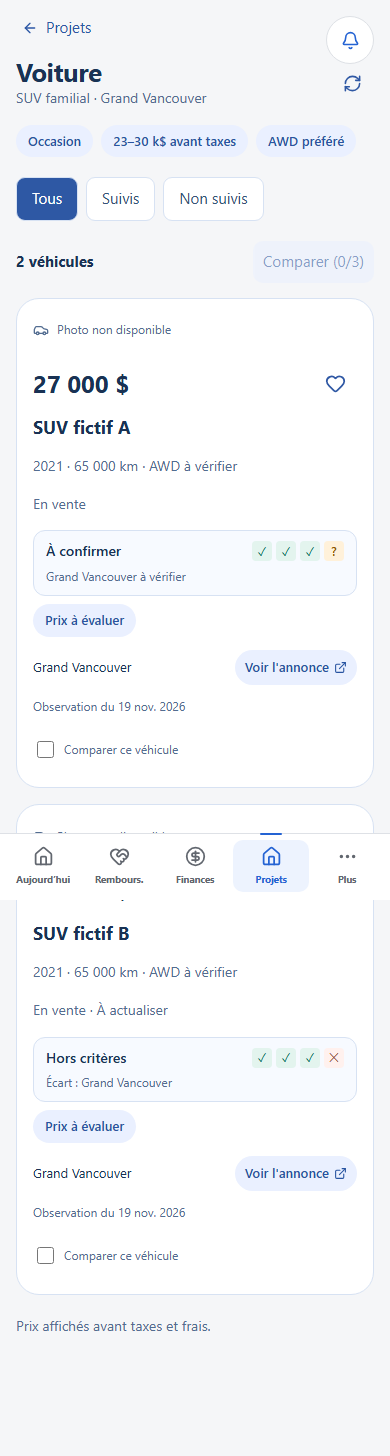 Projets
Voiture
SUV familial · Grand Vancouver
Occasion
23–30 k$ avant taxes
AWD préféré
Tous
Suivis
Non suivis
2 véhicules
Comparer (0/3)
Photo non disponible
27 000 $
SUV fictif A
2021 · 65 000 km · AWD à vérifier
En vente
À confirmer
✓ ✓ ✓ ?
Grand Vancouver à vérifier
Prix à évaluer
Grand Vancouver
Voir l'annonce
Observation du 19 nov. 2026
Comparer ce véhicule
Aujourd'hui
Rembours.
Finances
Projets
Plus
SUV fictif B
2021 · 65 000 km · AWD à vérifier
En vente · À actualiser
Hors critères
✓ ✓ ✓ ✕
Écart : Grand Vancouver
Prix à évaluer
Grand Vancouver
Voir l'annonce
Observation du 19 nov. 2026
Comparer ce véhicule
Prix affichés avant taxes et frais.